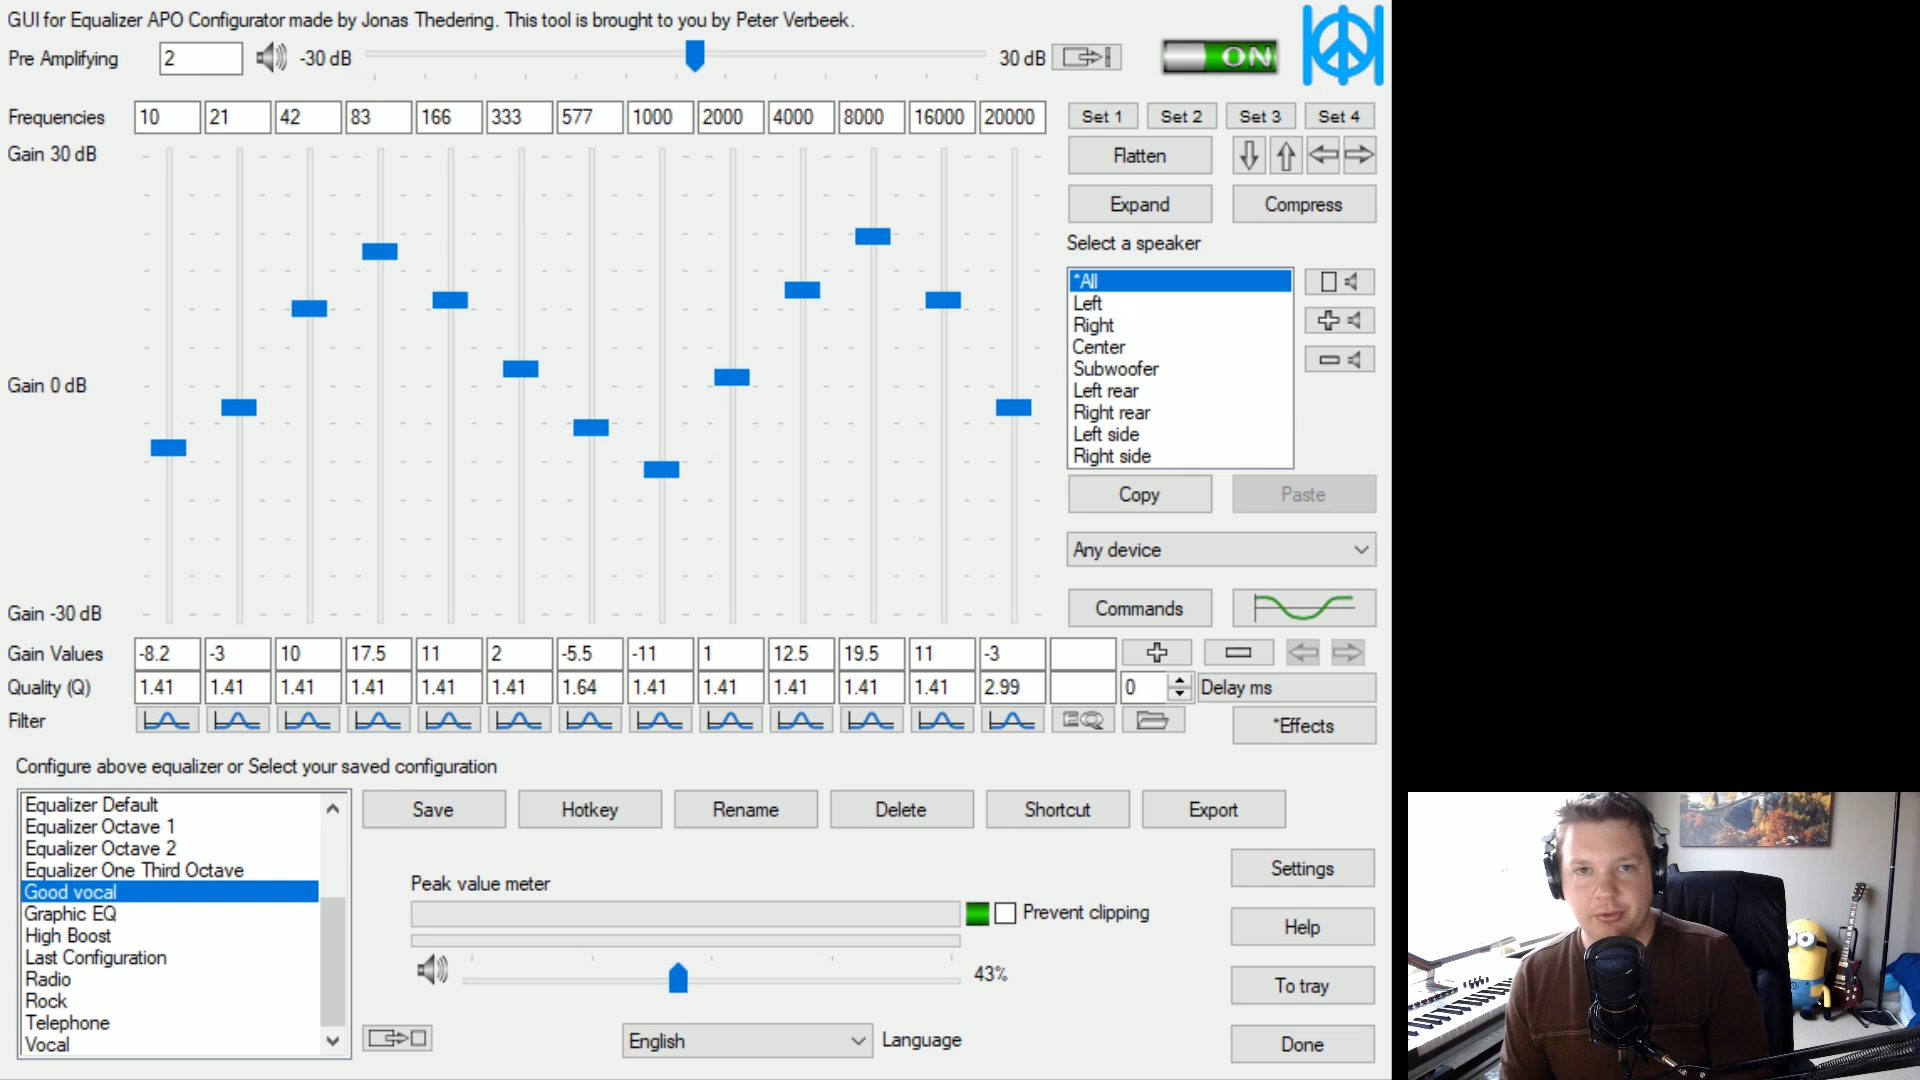 GUI for Equalizer APO Configurator made by Jonas Thedering. This tool is brought to you by Peter Verbeek.
Pre Amplifying 2 -30 dB 30 dB ON
Frequencies 10 21 42 83 166 333 577 1000 2000 4000 8000 16000 20000 Set 1 Set 2 Set 3 Set 4
Gain 30 dB Flatten
Expand Compress
Select a speaker
*All
Left
Right
Center
Subwoofer
Left rear
Right rear
Left side
Right side
Gain 0 dB
Copy Paste
Any device
Gain -30 dB Commands
Gain Values -8.2 -3 10 17.5 11 2 -5.5 -11 1 12.5 19.5 11 -3
Quality (Q) 1.41 1.41 1.41 1.41 1.41 1.41 1.64 1.41 1.41 1.41 1.41 1.41 2.99 0 Delay ms
Filter EQ *Effects
Configure above equalizer or Select your saved configuration
Equalizer Default
Equalizer Octave 1
Equalizer Octave 2
Equalizer One Third Octave
Good vocal
Graphic EQ
High Boost
Last Configuration
Radio
Rock
Telephone
Vocal
Save Hotkey Rename Delete Shortcut Export
Peak value meter
Prevent clipping
43%
English Language
Settings
Help
To tray
Done